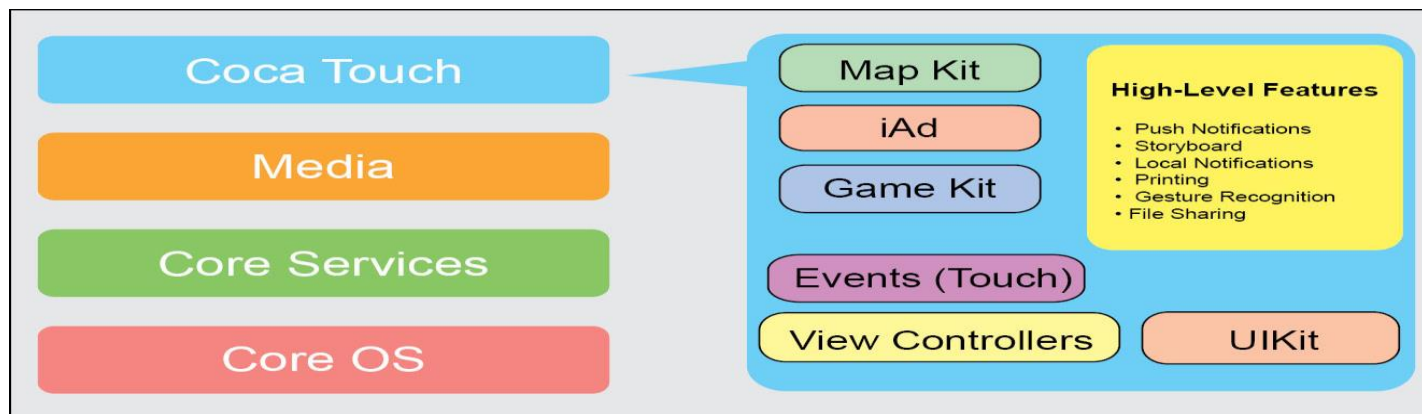 Coca Touch
Media
Core Services
Core OS
Map Kit
iAd
Game Kit
Events (Touch)
View Controllers
UIKit
High-Level Features
• Push Notifications
• Storyboard
• Local Notifications
• Printing
• Gesture Recognition
• File Sharing